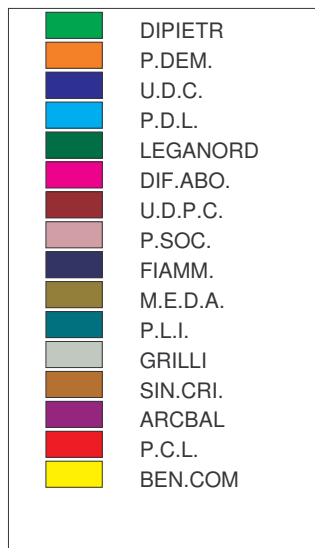 DIPIETR
P.DEM.
U.D.C.
P.D.L.
LEGANORD
DIF.ABO.
U.D.P.C.
P.SOC.
FIAMM.
M.E.D.A.
P.L.I.
GRILLI
SIN.CRI.
ARCBAL
P.C.L.
BEN.COM